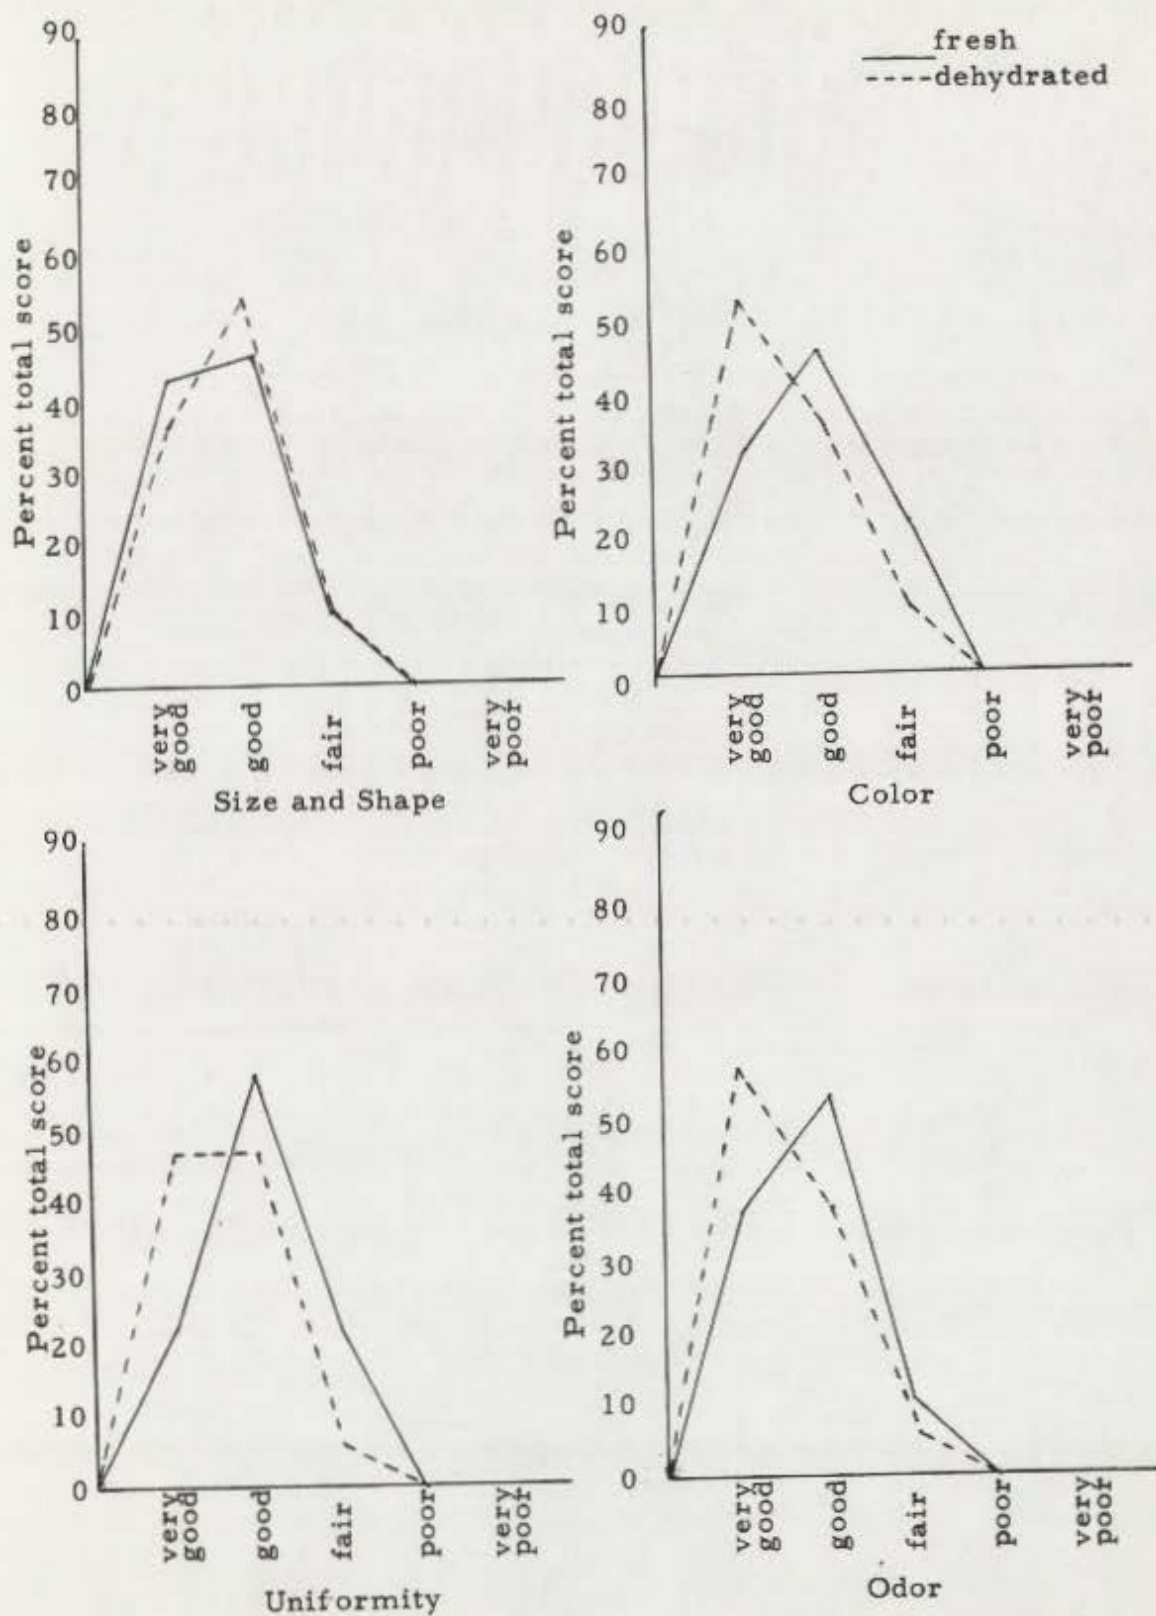 fresh
dehydrated
Percent total score
90
80
70
60
50
40
30
20
10
0
very good
good
fair
poor
very poor
Size and Shape
Percent total score
90
80
70
60
50
40
30
20
10
0
very good
good
fair
poor
very poor
Color
Percent total score
90
80
70
60
50
40
30
20
10
0
very good
good
fair
poor
very poor
Uniformity
Percent total score
90
80
70
60
50
40
30
20
10
0
very good
good
fair
poor
very poor
Odor